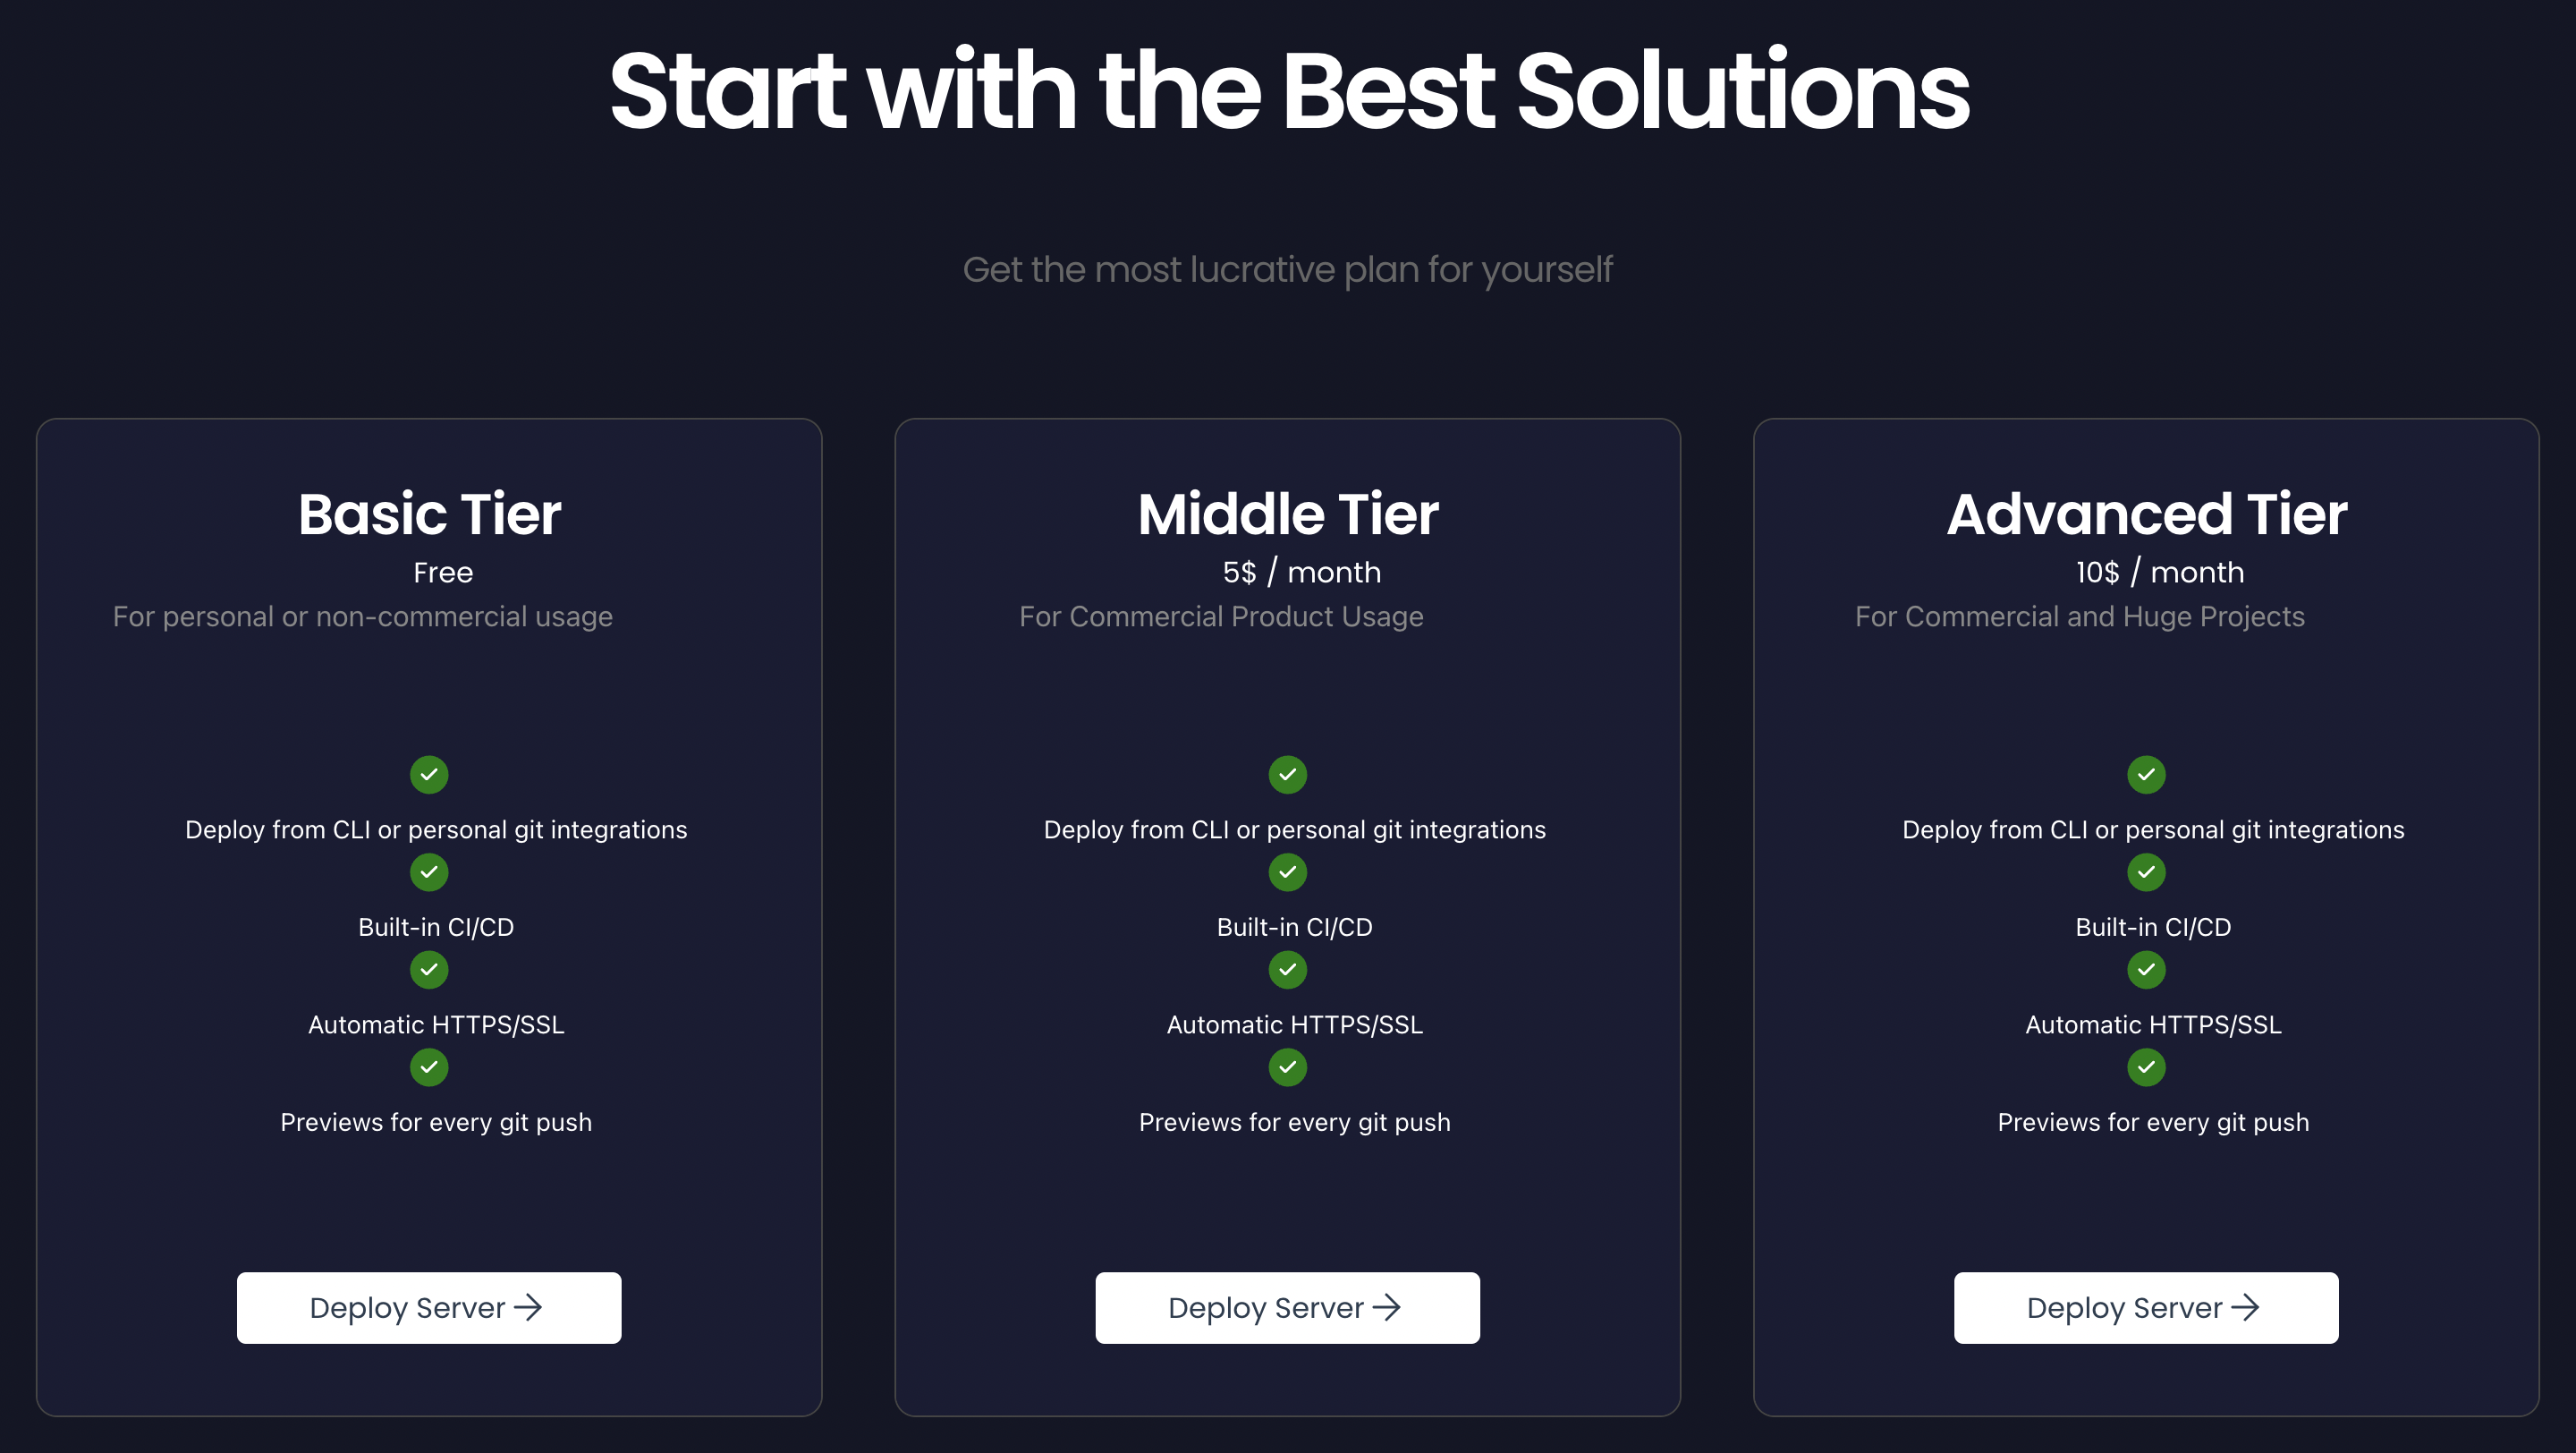 Start with the Best Solutions
Get the most lucrative plan for yourself
Basic Tier
Free
For personal or non-commercial usage
Deploy from CLI or personal git integrations
Built-in CI/CD
Automatic HTTPS/SSL
Previews for every git push
Deploy Server
Middle Tier
5$ / month
For Commercial Product Usage
Deploy from CLI or personal git integrations
Built-in CI/CD
Automatic HTTPS/SSL
Previews for every git push
Deploy Server
Advanced Tier
10$ / month
For Commercial and Huge Projects
Deploy from CLI or personal git integrations
Built-in CI/CD
Automatic HTTPS/SSL
Previews for every git push
Deploy Server